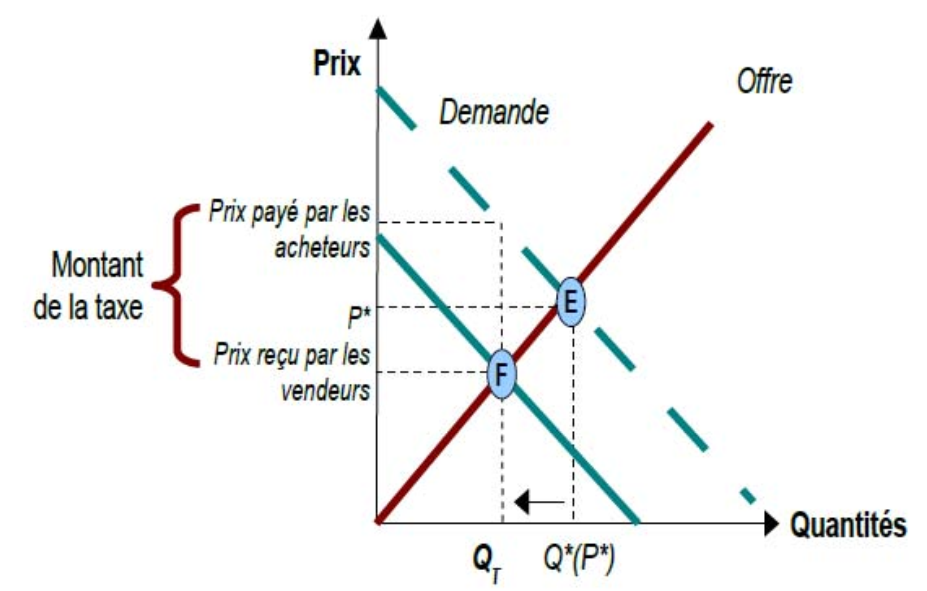 Prix
Offre
Demande
Prix payé par les
acheteurs
Montant
de la taxe
E
P*
Prix reçu par les
vendeurs
F
Quantités
Q_T
Q*(P*)